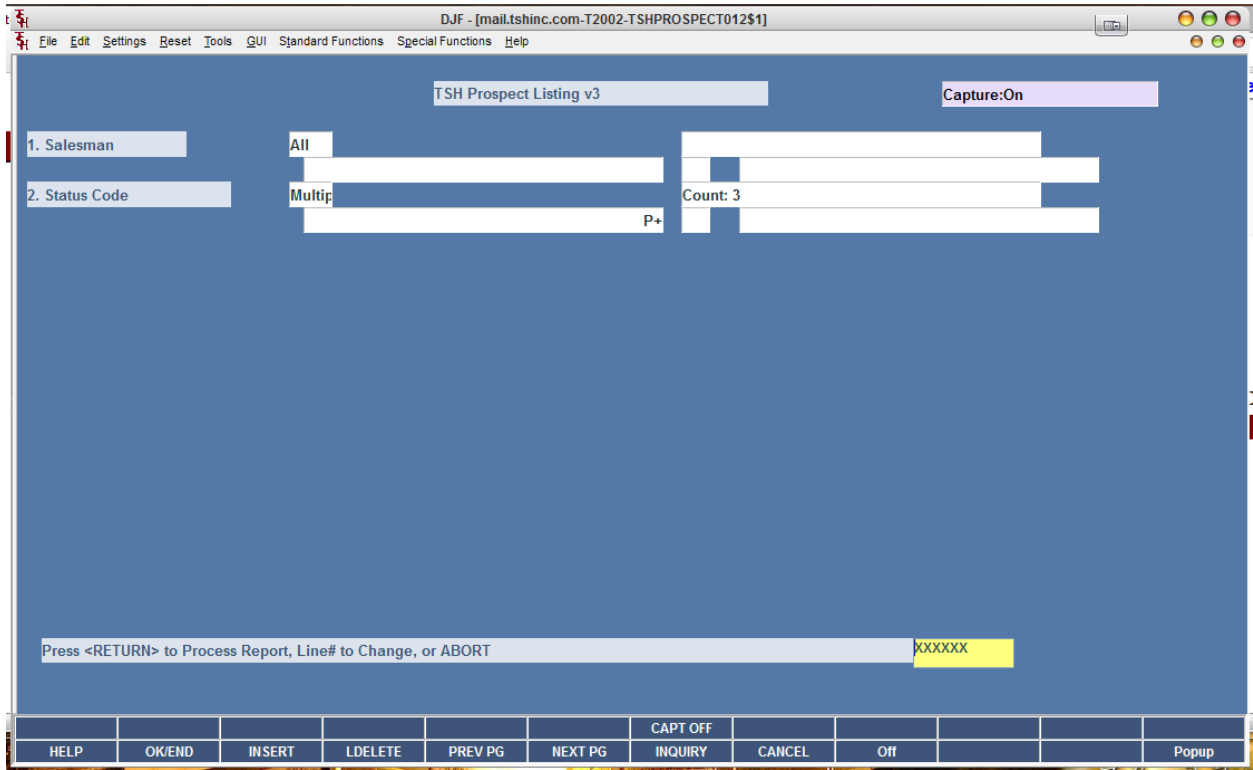 DJF - [mail.tshinc.com-T2002-TSHPROSPECT012$1]
File Edit Settings Reset Tools GUI Standard Functions Special Functions Help
TSH Prospect Listing v3 Capture:On
1. Salesman All
2. Status Code Multip Count: 3
P+
Press <RETURN> to Process Report, Line# to Change, or ABORT XXXXXX
CAPT OFF
HELP OK/END INSERT LDELETE PREV PG NEXT PG INQUIRY CANCEL Off Popup